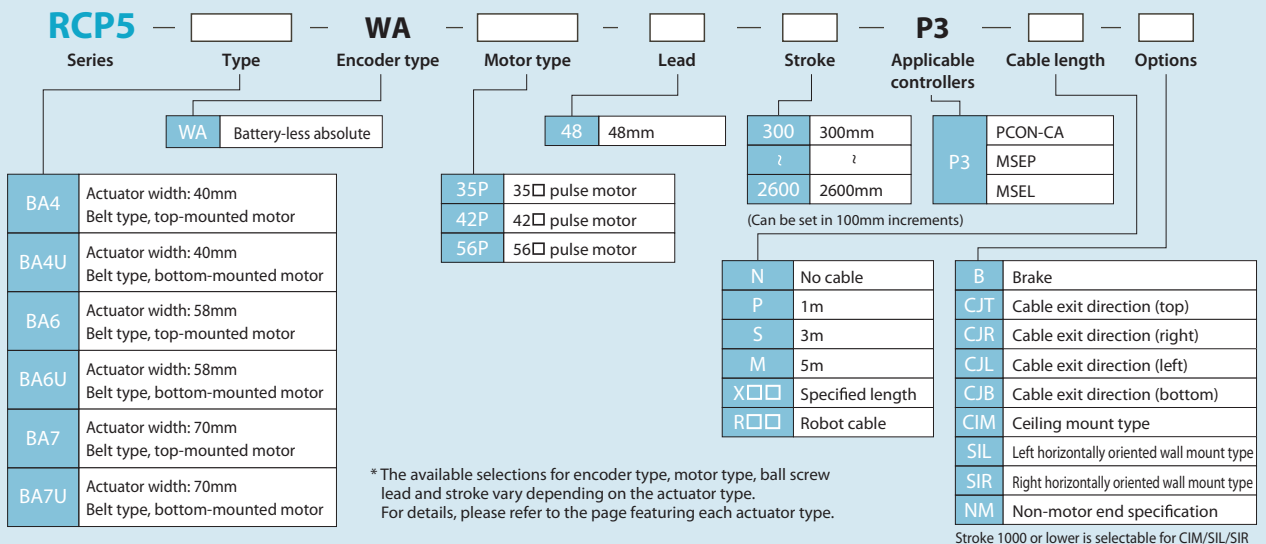 RCP5 — — WA — — — — P3 — —
Series Type Encoder type Motor type Lead Stroke Applicable controllers Cable length Options
WA Battery-less absolute
BA4 Actuator width: 40mm
Belt type, top-mounted motor
BA4U Actuator width: 40mm
Belt type, bottom-mounted motor
BA6 Actuator width: 58mm
Belt type, top-mounted motor
BA6U Actuator width: 58mm
Belt type, bottom-mounted motor
BA7 Actuator width: 70mm
Belt type, top-mounted motor
BA7U Actuator width: 70mm
Belt type, bottom-mounted motor
35P 35□ pulse motor
42P 42□ pulse motor
56P 56□ pulse motor
48 48mm
300 300mm
~ ~
2600 2600mm
(Can be set in 100mm increments)
P3 PCON-CA
MSEP
MSEL
N No cable
P 1m
S 3m
M 5m
X□□ Specified length
R□□ Robot cable
B Brake
CJT Cable exit direction (top)
CJR Cable exit direction (right)
CJL Cable exit direction (left)
CJB Cable exit direction (bottom)
CIM Ceiling mount type
SIL Left horizontally oriented wall mount type
SIR Right horizontally oriented wall mount type
NM Non-motor end specification
Stroke 1000 or lower is selectable for CIM/SIL/SIR
* The available selections for encoder type, motor type, ball screw
lead and stroke vary depending on the actuator type.
For details, please refer to the page featuring each actuator type.